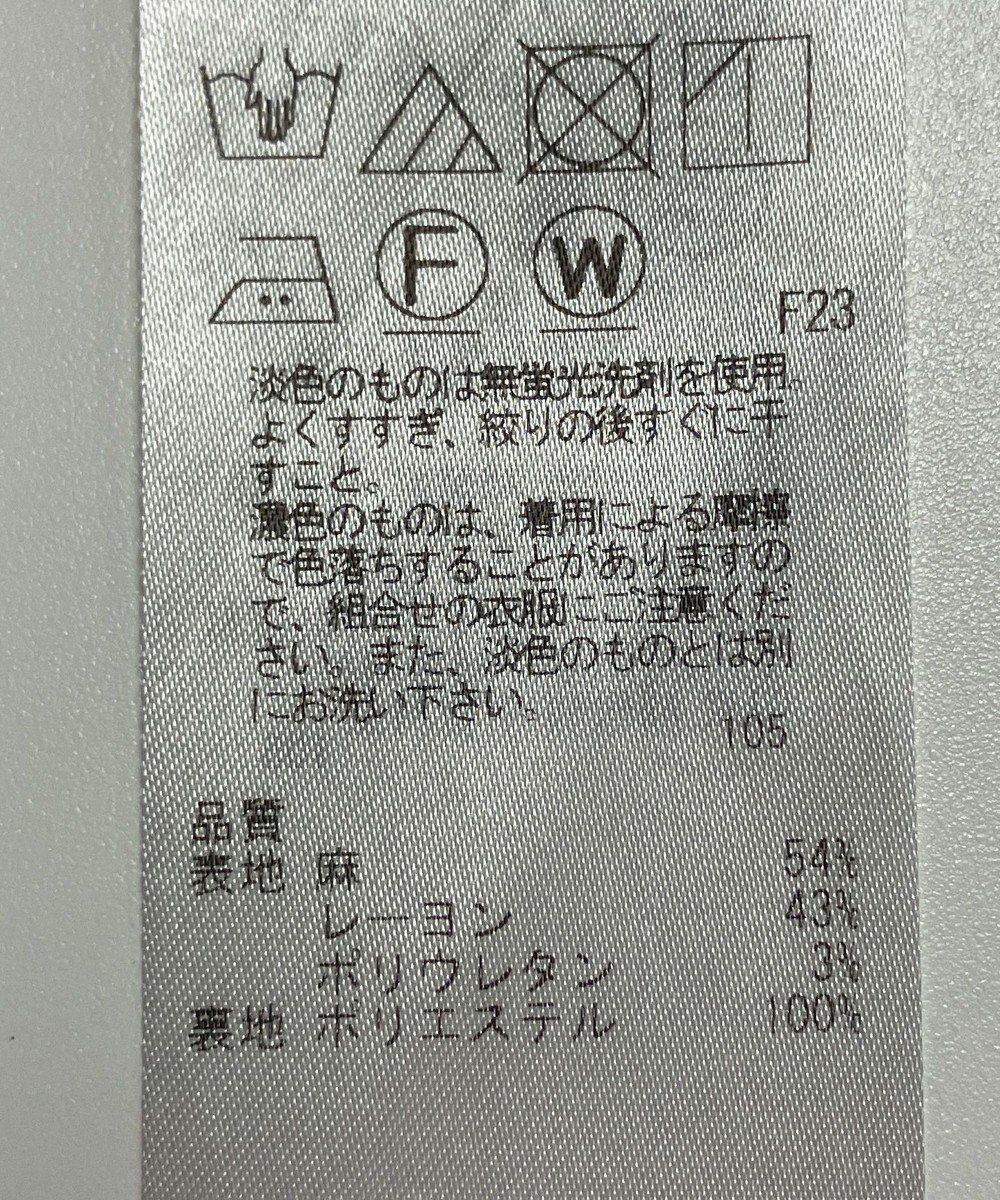 F W
F23
淡色のものは無蛍光洗剤を使用。
よくすすぎ、絞りの後すぐに干
すこと。
濃色のものは、着用による摩擦
で色落ちすることがありますの
で、組合せの衣服にご注意くだ
さい。また、淡色のものとは別
にお洗い下さい。
105
品質
表地 麻 54%
レーヨン 43%
ポリウレタン 3%
裏地 ポリエステル 100%